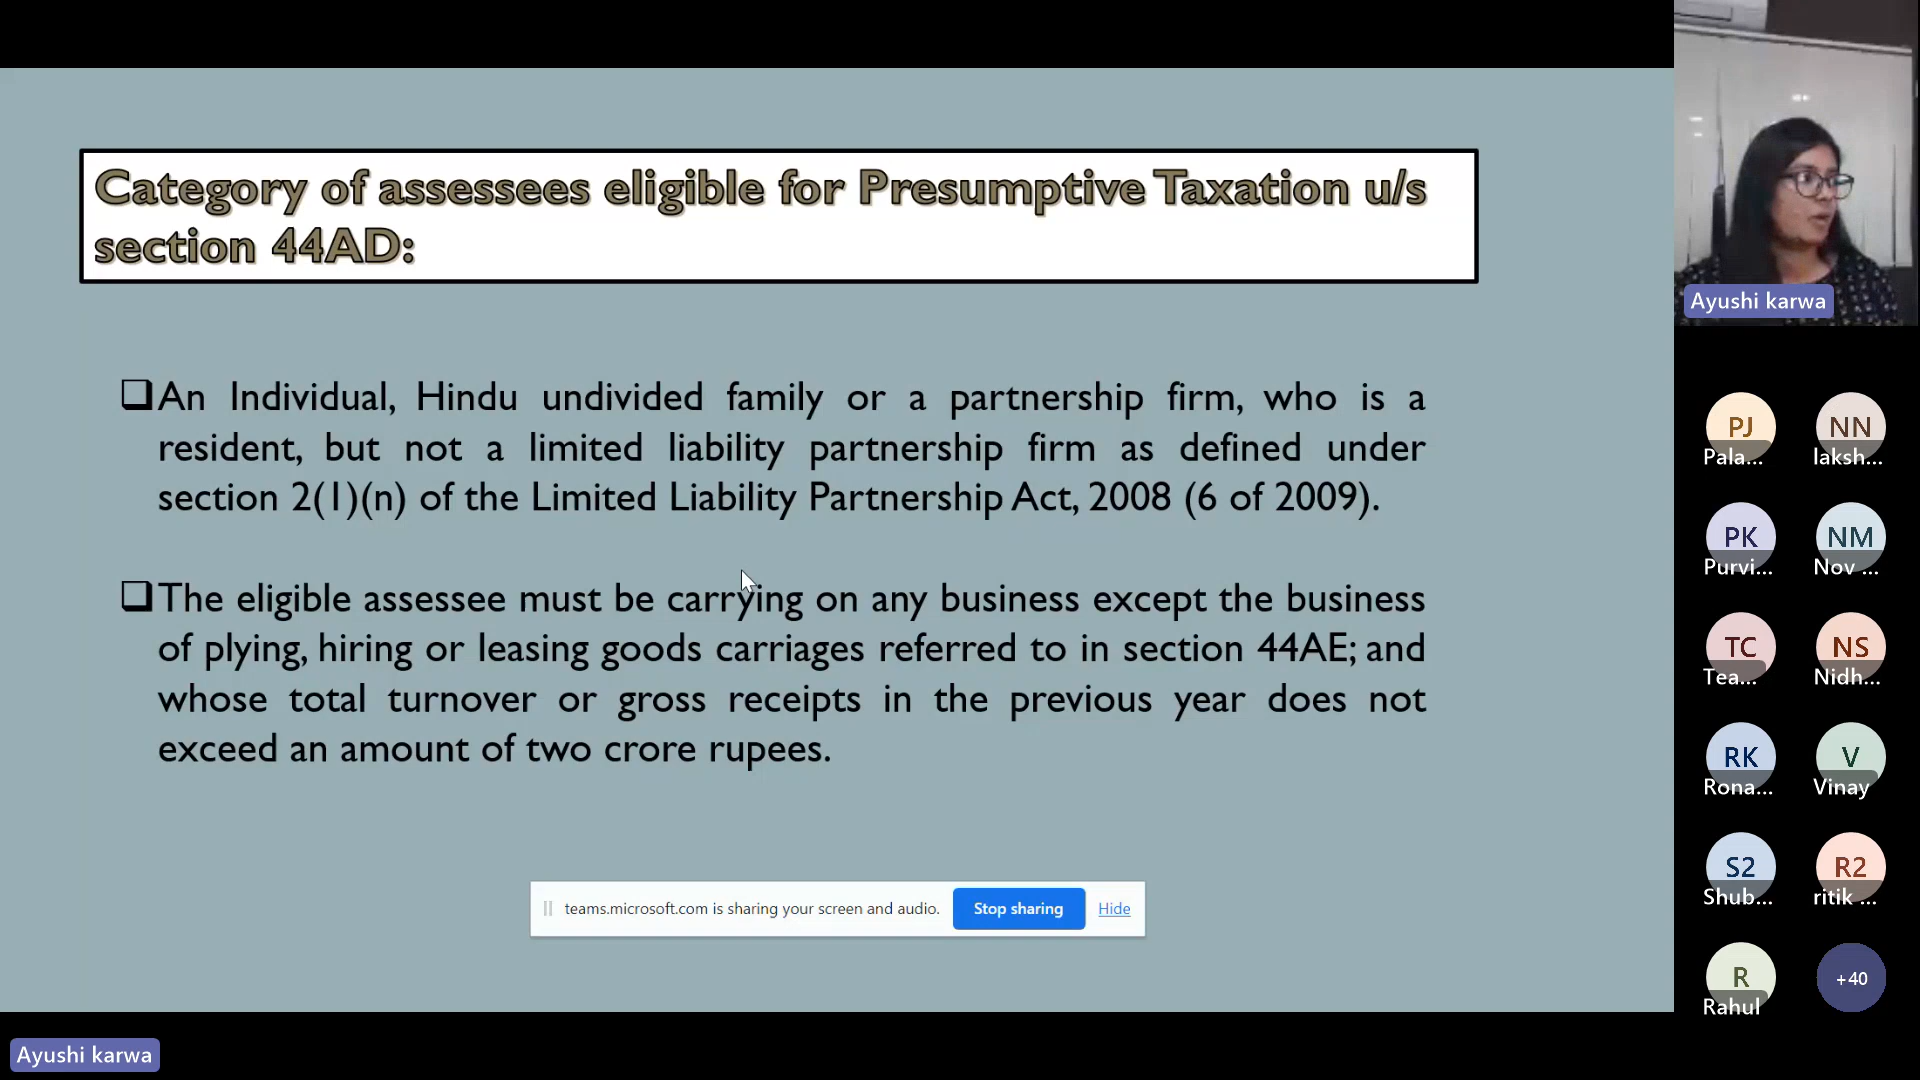 Category of assessees eligible for Presumptive Taxation u/s
section 44AD:
❑An Individual, Hindu undivided family or a partnership firm, who is a
resident, but not a limited liability partnership firm as defined under
section 2(1)(n) of the Limited Liability Partnership Act, 2008 (6 of 2009).
❑The eligible assessee must be carrying on any business except the business
of plying, hiring or leasing goods carriages referred to in section 44AE; and
whose total turnover or gross receipts in the previous year does not
exceed an amount of two crore rupees.
teams.microsoft.com is sharing your screen and audio. Stop sharing Hide
Ayushi karwa
Ayushi karwa
PJ NN
Pala... laksh...
PK NM
Purvi... Nov ...
TC NS
Tea... Nidh...
RK V
Rona... Vinay
S2 R2
Shub... ritik ...
R +40
Rahul